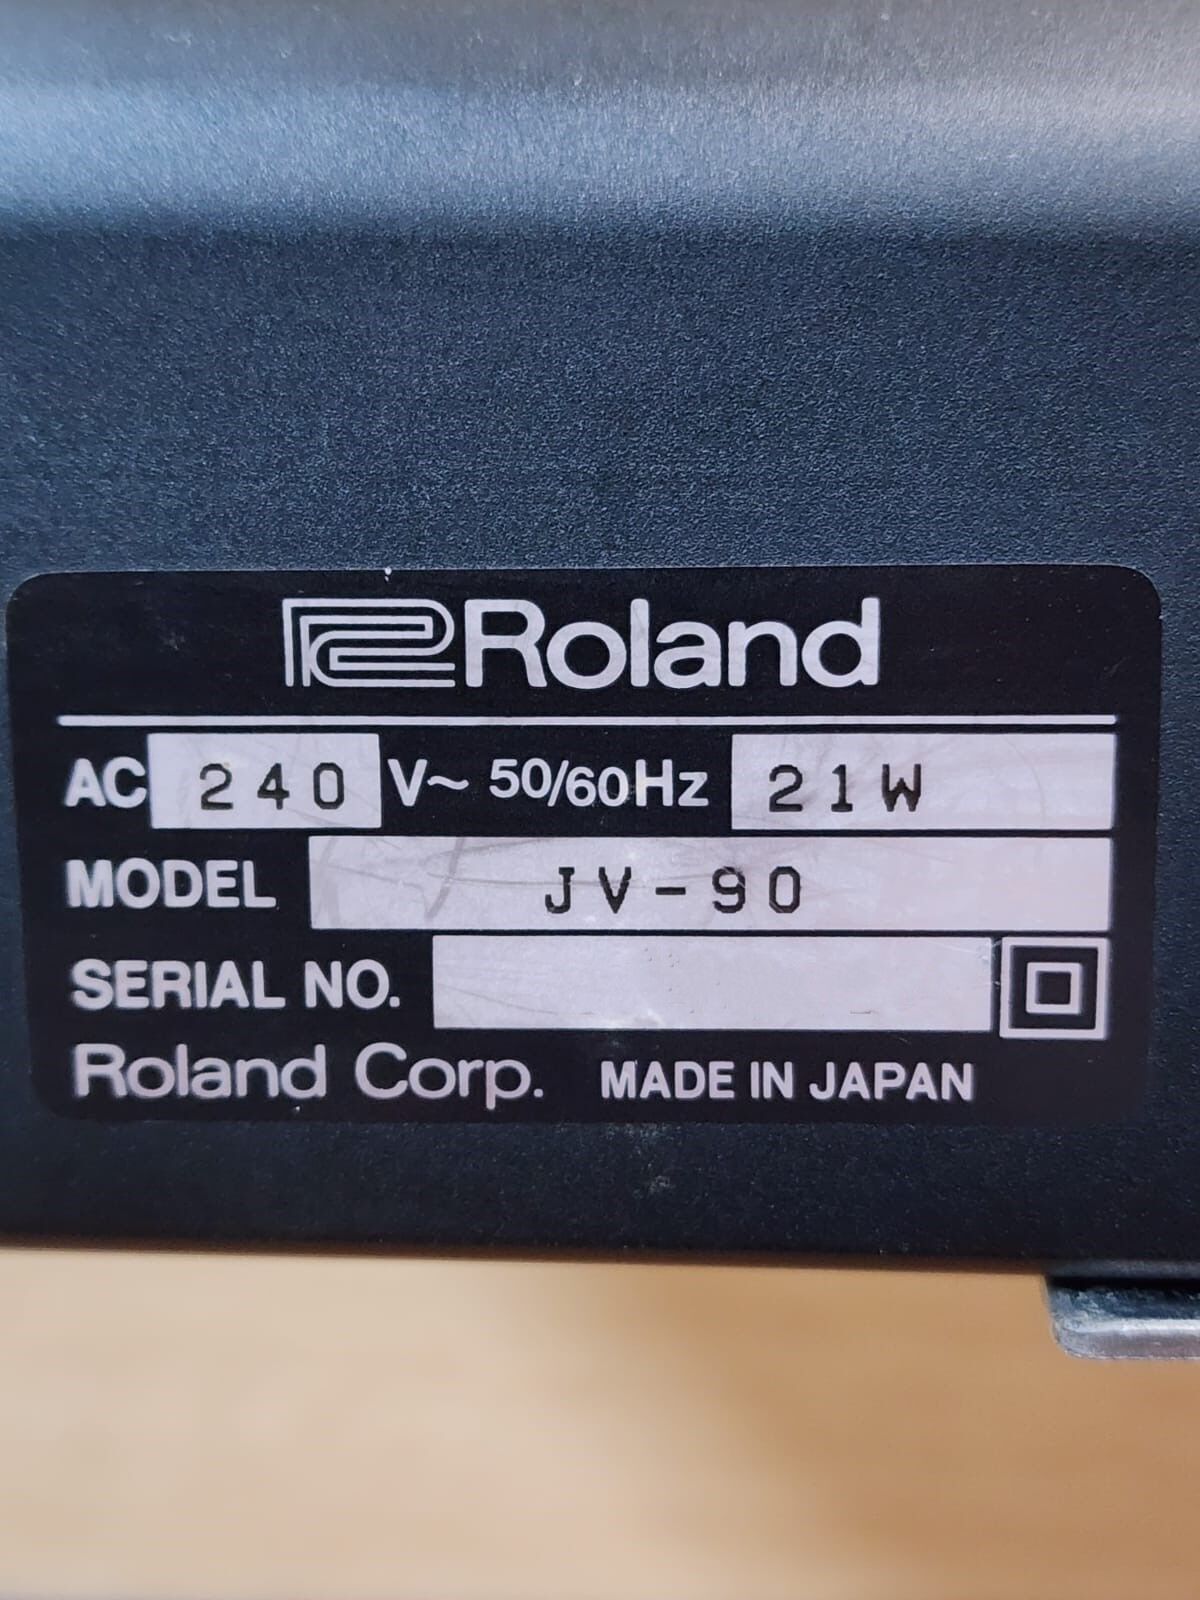 Roland
AC 240 V~ 50/60Hz 21W
MODEL JV-90
SERIAL NO.
Roland Corp. MADE IN JAPAN